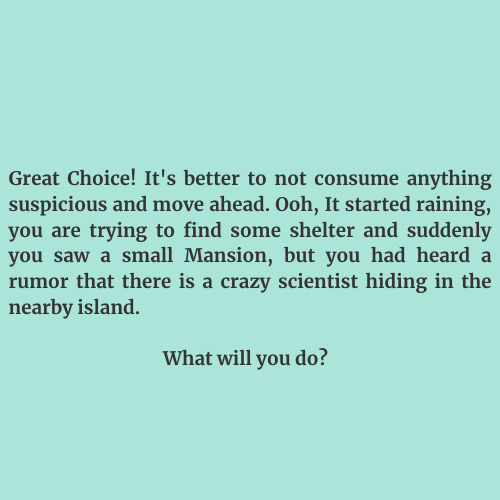 Great Choice! It's better to not consume anything
suspicious and move ahead. Ooh, It started raining,
you are trying to find some shelter and suddenly
you saw a small Mansion, but you had heard a
rumor that there is a crazy scientist hiding in the
nearby island.
What will you do?